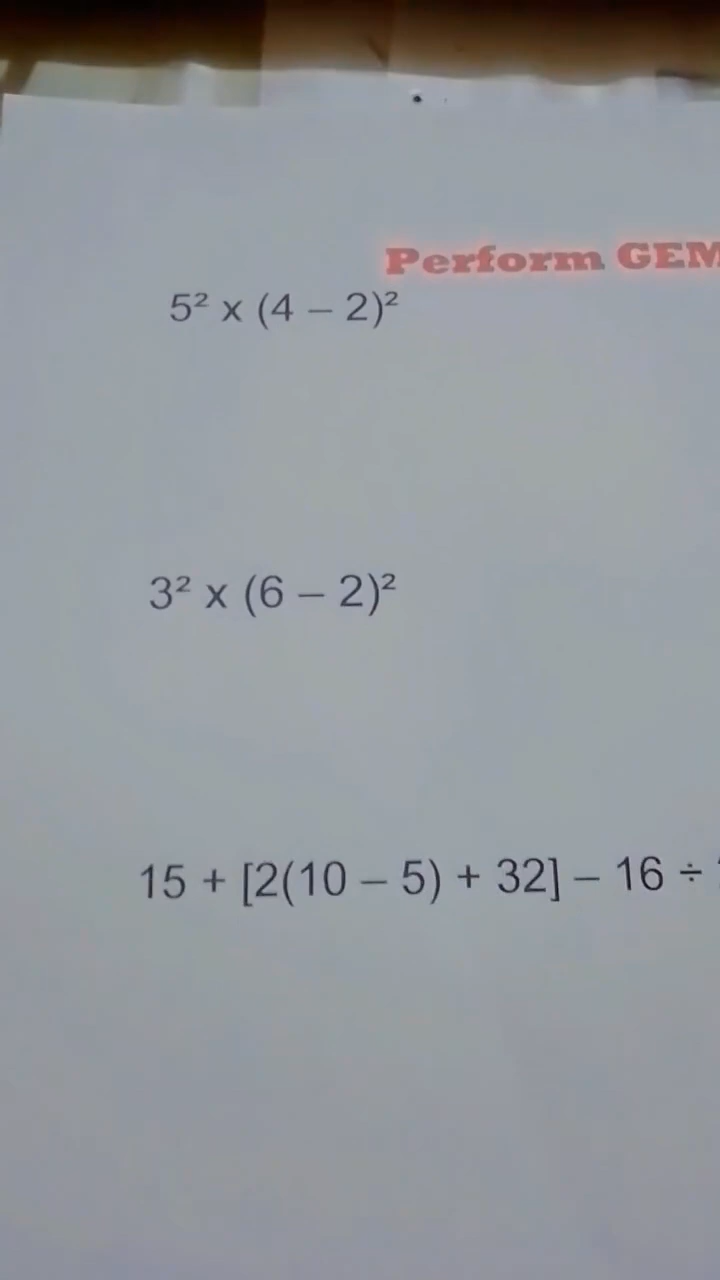 Perform GEM
5² x (4 – 2)²
3² x (6 – 2)²
15 + [2(10 – 5) + 32] – 16 ÷